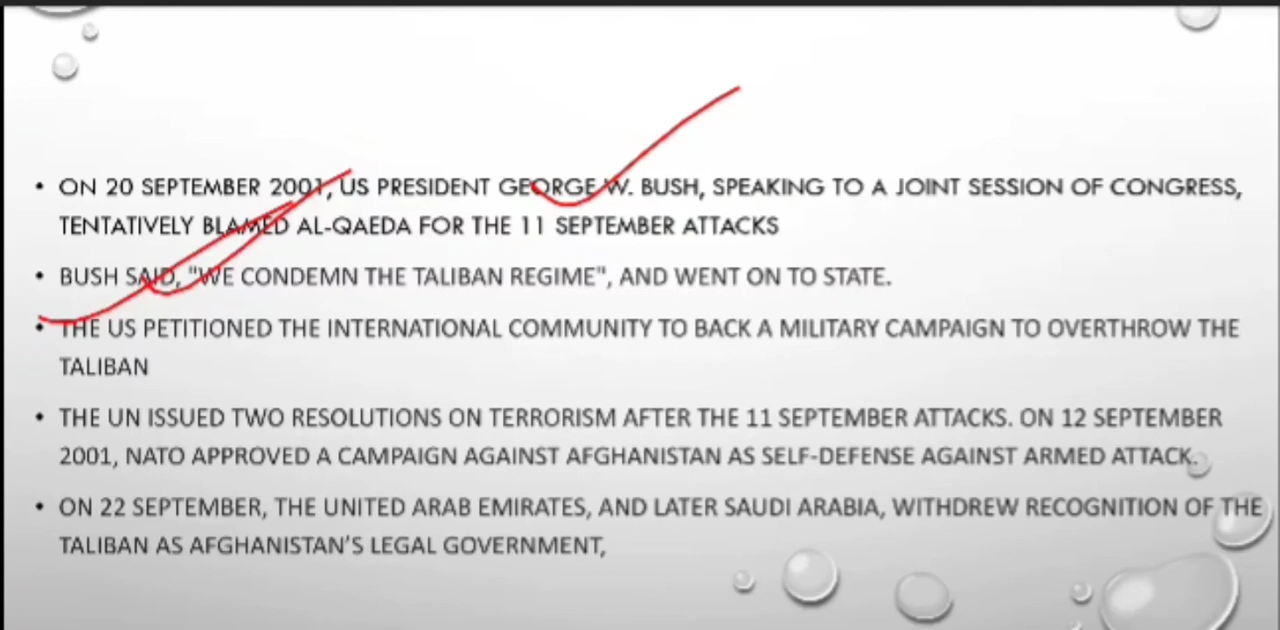 • ON 20 SEPTEMBER 2001, US PRESIDENT GEORGE W. BUSH, SPEAKING TO A JOINT SESSION OF CONGRESS,
TENTATIVELY BLAMED AL-QAEDA FOR THE 11 SEPTEMBER ATTACKS
• BUSH SAID, "WE CONDEMN THE TALIBAN REGIME", AND WENT ON TO STATE.
• THE US PETITIONED THE INTERNATIONAL COMMUNITY TO BACK A MILITARY CAMPAIGN TO OVERTHROW THE
TALIBAN
• THE UN ISSUED TWO RESOLUTIONS ON TERRORISM AFTER THE 11 SEPTEMBER ATTACKS. ON 12 SEPTEMBER
2001, NATO APPROVED A CAMPAIGN AGAINST AFGHANISTAN AS SELF-DEFENSE AGAINST ARMED ATTACK.
• ON 22 SEPTEMBER, THE UNITED ARAB EMIRATES, AND LATER SAUDI ARABIA, WITHDREW RECOGNITION OF THE
TALIBAN AS AFGHANISTAN'S LEGAL GOVERNMENT,